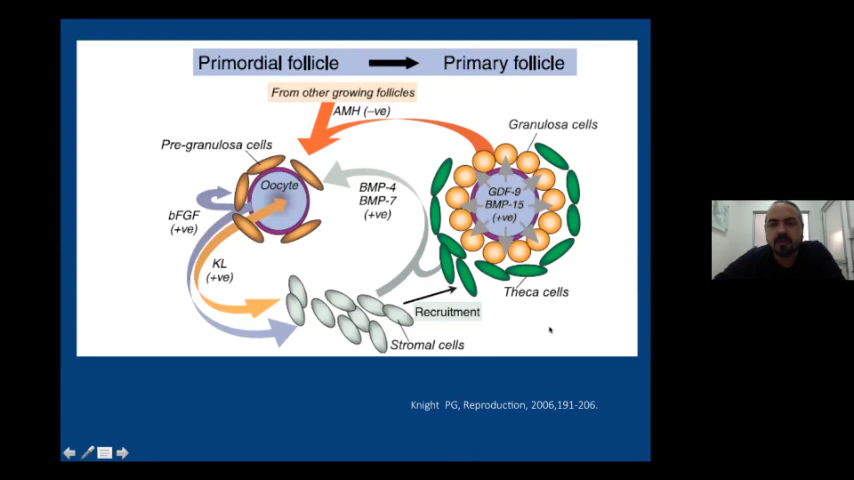 Primordial follicle
Primary follicle
From other growing follicles
AMH (–ve)
Granulosa cells
Pre-granulosa cells
Oocyte
BMP-4
BMP-7
(+ve)
GDF-9
BMP-15
(+ve)
bFGF
(+ve)
KL
(+ve)
Theca cells
Recruitment
Stromal cells
Knight PG, Reproduction, 2006,191-206.